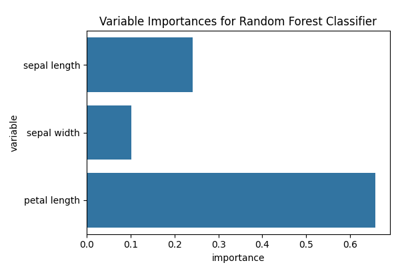 Variable Importances for Random Forest Classifier
sepal length
sepal width
petal length
variable
0.0 0.1 0.2 0.3 0.4 0.5 0.6
importance